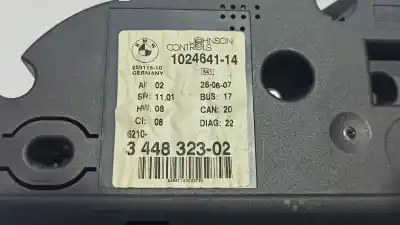 BMW
JOHNSON
CONTROLS
1024641-14
GERMANY
AI: 02 26-06-07
SW: 11.01 BUS: 17
HW: 08 CAN: 20
CI: 08 DIAG: 22
6210-
3 448 323-02